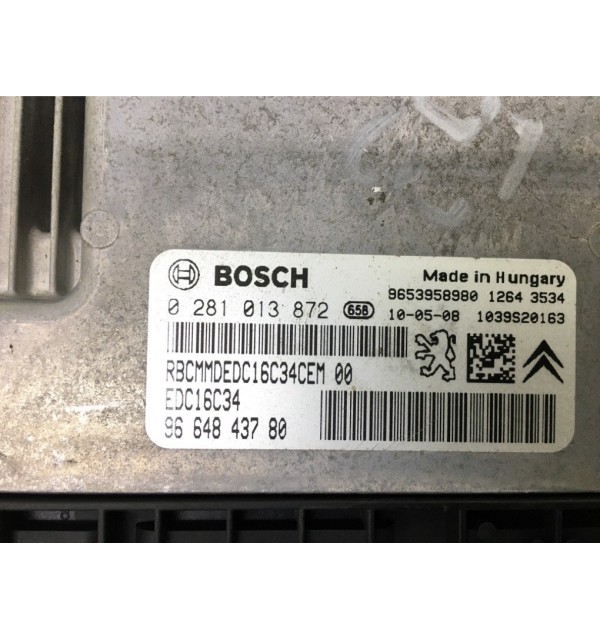 BOSCH
Made in Hungary
9653958980 1264 3534
0 281 013 872 658
10-05-08 1039S20163
RBCMMDEDC16C34CEM 00
EDC16C34
96 648 437 80